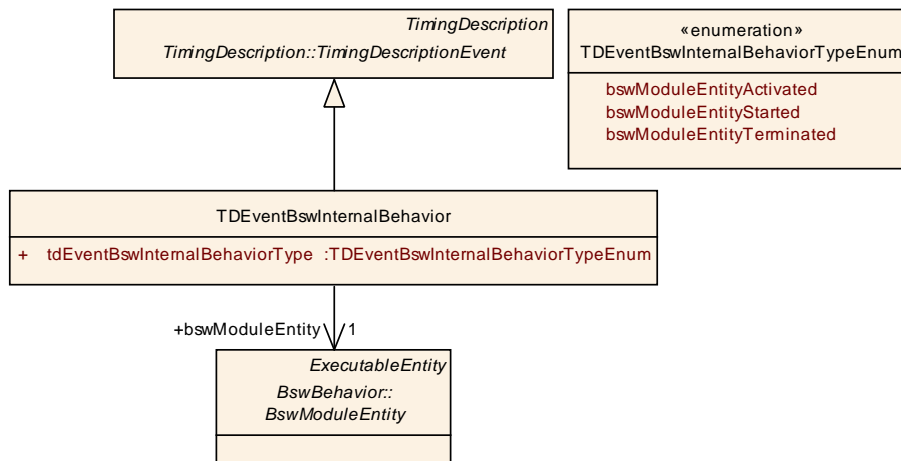 TimingDescription
TimingDescription::TimingDescriptionEvent
«enumeration»
TDEventBswInternalBehaviorTypeEnum
bswModuleEntityActivated
bswModuleEntityStarted
bswModuleEntityTerminated
TDEventBswInternalBehavior
+ tdEventBswInternalBehaviorType :TDEventBswInternalBehaviorTypeEnum
+bswModuleEntity 1
ExecutableEntity
BswBehavior::
BswModuleEntity